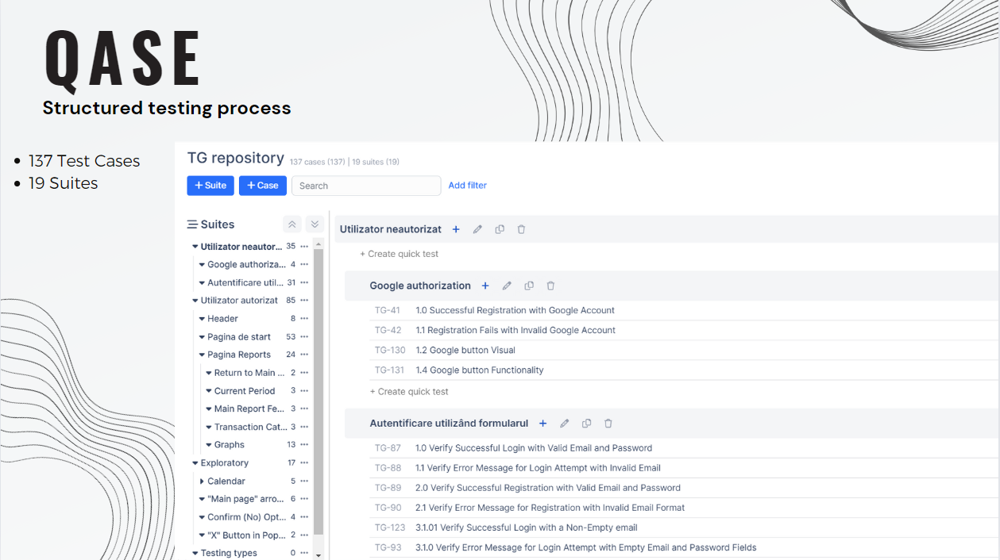 QASE
Structured testing process
• 137 Test Cases
• 19 Suites
TG repository 137 cases (137) | 19 suites (19)
+ Suite + Case Search Add filter
Suites
Utilizator neautor... 35
Google authoriza... 4
Autentificare util... 31
Utilizator autorizat 85
Header 8
Pagina de start 53
Pagina Reports 24
Return to Main ... 2
Current Period 3
Main Report Fe... 3
Transaction Cat... 3
Graphs 13
Exploratory 17
Calendar 5
"Main page" arro... 6
Confirm (No) Opt... 4
"X" Button in Pop... 2
Testing types 0
Utilizator neautorizat
+ Create quick test
Google authorization
TG-41 1.0 Successful Registration with Google Account
TG-42 1.1 Registration Fails with Invalid Google Account
TG-130 1.2 Google button Visual
TG-131 1.4 Google button Functionality
+ Create quick test
Autentificare utilizând formularul
TG-87 1.0 Verify Successful Login with Valid Email and Password
TG-88 1.1 Verify Error Message for Login Attempt with Invalid Email
TG-89 2.0 Verify Successful Registration with Valid Email and Password
TG-90 2.1 Verify Error Message for Registration with Invalid Email Format
TG-123 3.1.01 Verify Successful Login with a Non-Empty email
TG-93 3.1.0 Verify Error Message for Login Attempt with Empty Email and Password Fields